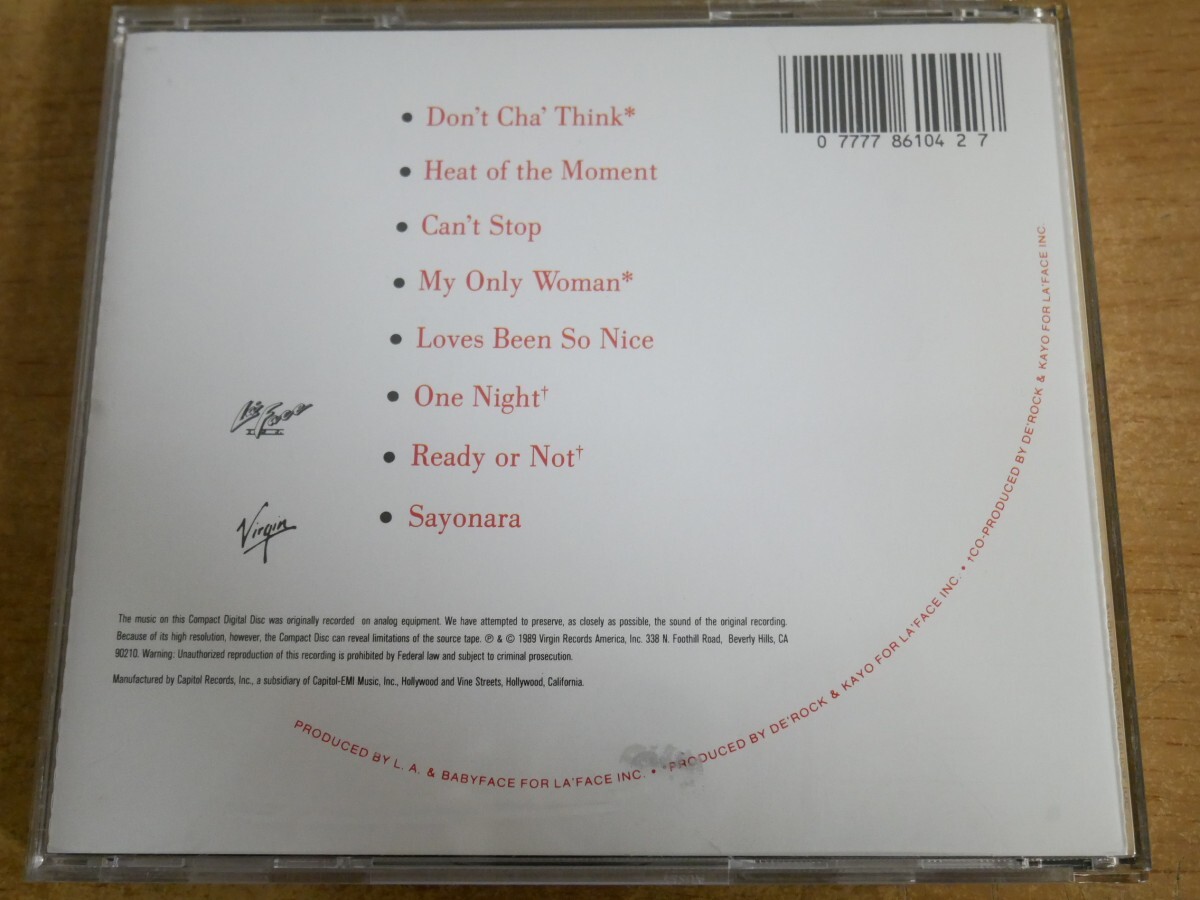 • Don't Cha' Think*
• Heat of the Moment
• Can't Stop
• My Only Woman*
• Loves Been So Nice
• One Night†
• Ready or Not†
• Sayonara
0 7777 86104 2 7
La'Face
INC
Virgin
The music on this Compact Digital Disc was originally recorded on analog equipment. We have attempted to preserve, as closely as possible, the sound of the original recording.
Because of its high resolution, however, the Compact Disc can reveal limitations of the source tape. ℗ & © 1989 Virgin Records America, Inc. 338 N. Foothill Road, Beverly Hills, CA
90210. Warning: Unauthorized reproduction of this recording is prohibited by Federal law and subject to criminal prosecution.
Manufactured by Capitol Records, Inc., a subsidiary of Capitol-EMI Music, Inc., Hollywood and Vine Streets, Hollywood, California.
PRODUCED BY L. A. & BABYFACE FOR LA'FACE INC. • *PRODUCED BY DE'ROCK & KAYO FOR LA'FACE INC. • †CO-PRODUCED BY DE'ROCK & KAYO FOR LA'FACE INC.